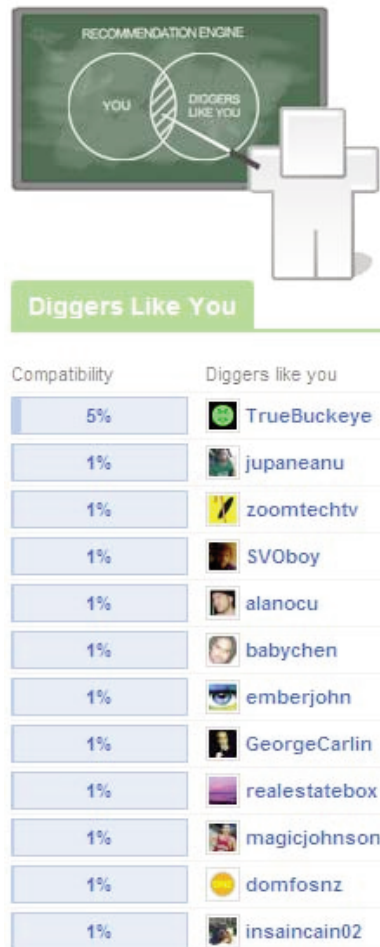 RECOMMENDATION ENGINE
YOU
DIGGERS
LIKE YOU
Diggers Like You
Compatibility Diggers like you
5% TrueBuckeye
1% jupaneanu
1% zoomtechtv
1% SVOboy
1% alanocu
1% babychen
1% emberjohn
1% GeorgeCarlin
1% realestatebox
1% magicjohnson
1% domfosnz
1% insaincain02